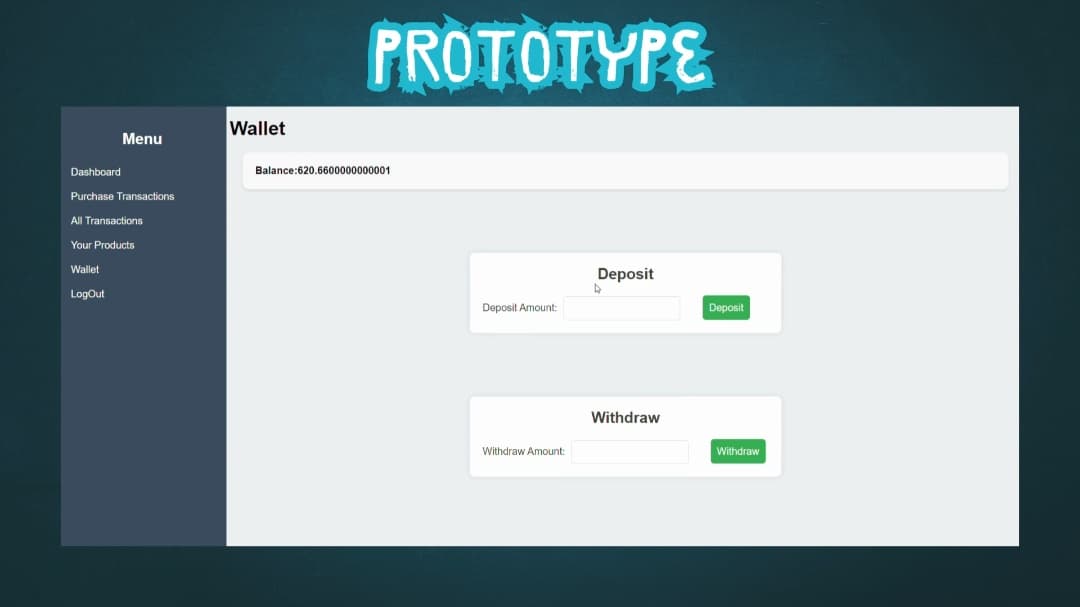 PROTOTYPE
Menu
Dashboard
Purchase Transactions
All Transactions
Your Products
Wallet
LogOut
Wallet
Balance:620.6600000000001
Deposit
Deposit Amount:
Deposit
Withdraw
Withdraw Amount:
Withdraw